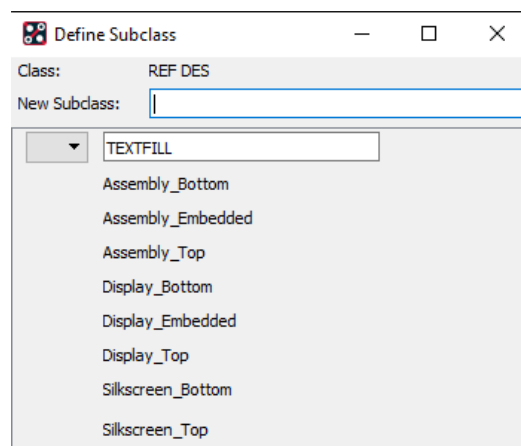 Define Subclass
Class: REF DES
New Subclass:
TEXTFILL
Assembly_Bottom
Assembly_Embedded
Assembly_Top
Display_Bottom
Display_Embedded
Display_Top
Silkscreen_Bottom
Silkscreen_Top